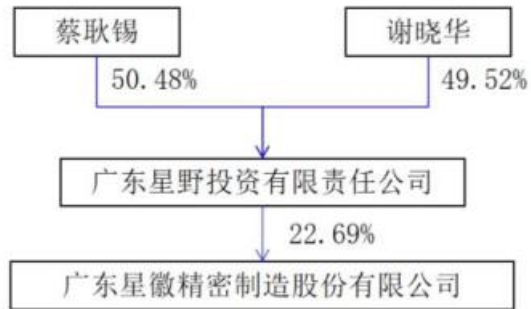 蔡耿锡
谢晓华
50.48%
49.52%
广东星野投资有限责任公司
22.69%
广东星徽精密制造股份有限公司